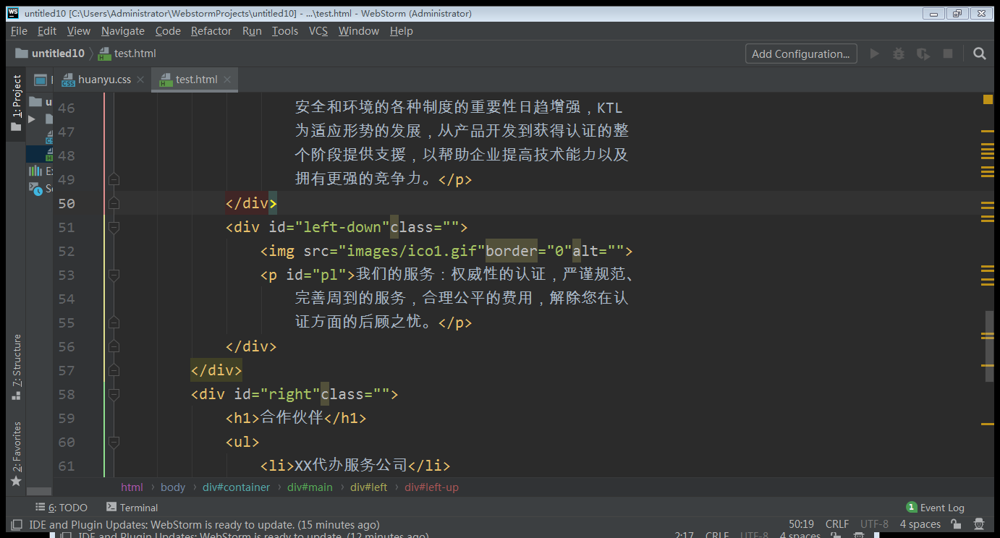 untitled10 [C:\Users\Administrator\WebstormProjects\untitled10] - ...\test.html - WebStorm (Administrator)
File Edit View Navigate Code Refactor Run Tools VCS Window Help
untitled10 test.html Add Configuration...
1: Project
huanyu.css test.html
46 安全和环境的各种制度的重要性日趋增强，KTL
47 为适应形势的发展，从产品开发到获得认证的整
48 个阶段提供支援，以帮助企业提高技术能力以及
49 拥有更强的竞争力。</p>
50 </div>
51 <div id="left-down"class="">
52 <img src="images/ico1.gif"border="0"alt="">
53 <p id="pl">我们的服务：权威性的认证，严谨规范、
54 完善周到的服务，合理公平的费用，解除您在认
55 证方面的后顾之忧。</p>
56 </div>
57 </div>
58 <div id="right"class="">
59 <h1>合作伙伴</h1>
60 <ul>
61 <li>XX代办服务公司</li>
7: Structure
2: Favorites
html › body › div#container › div#main › div#left › div#left-up
6: TODO Terminal 1 Event Log
IDE and Plugin Updates: WebStorm is ready to update. (15 minutes ago) 50:19 CRLF UTF-8 4 spaces
IDE and Plugin Updates: WebStorm is ready to update. (12 minutes ago) 2:17 CRLF UTF-8 4 spaces